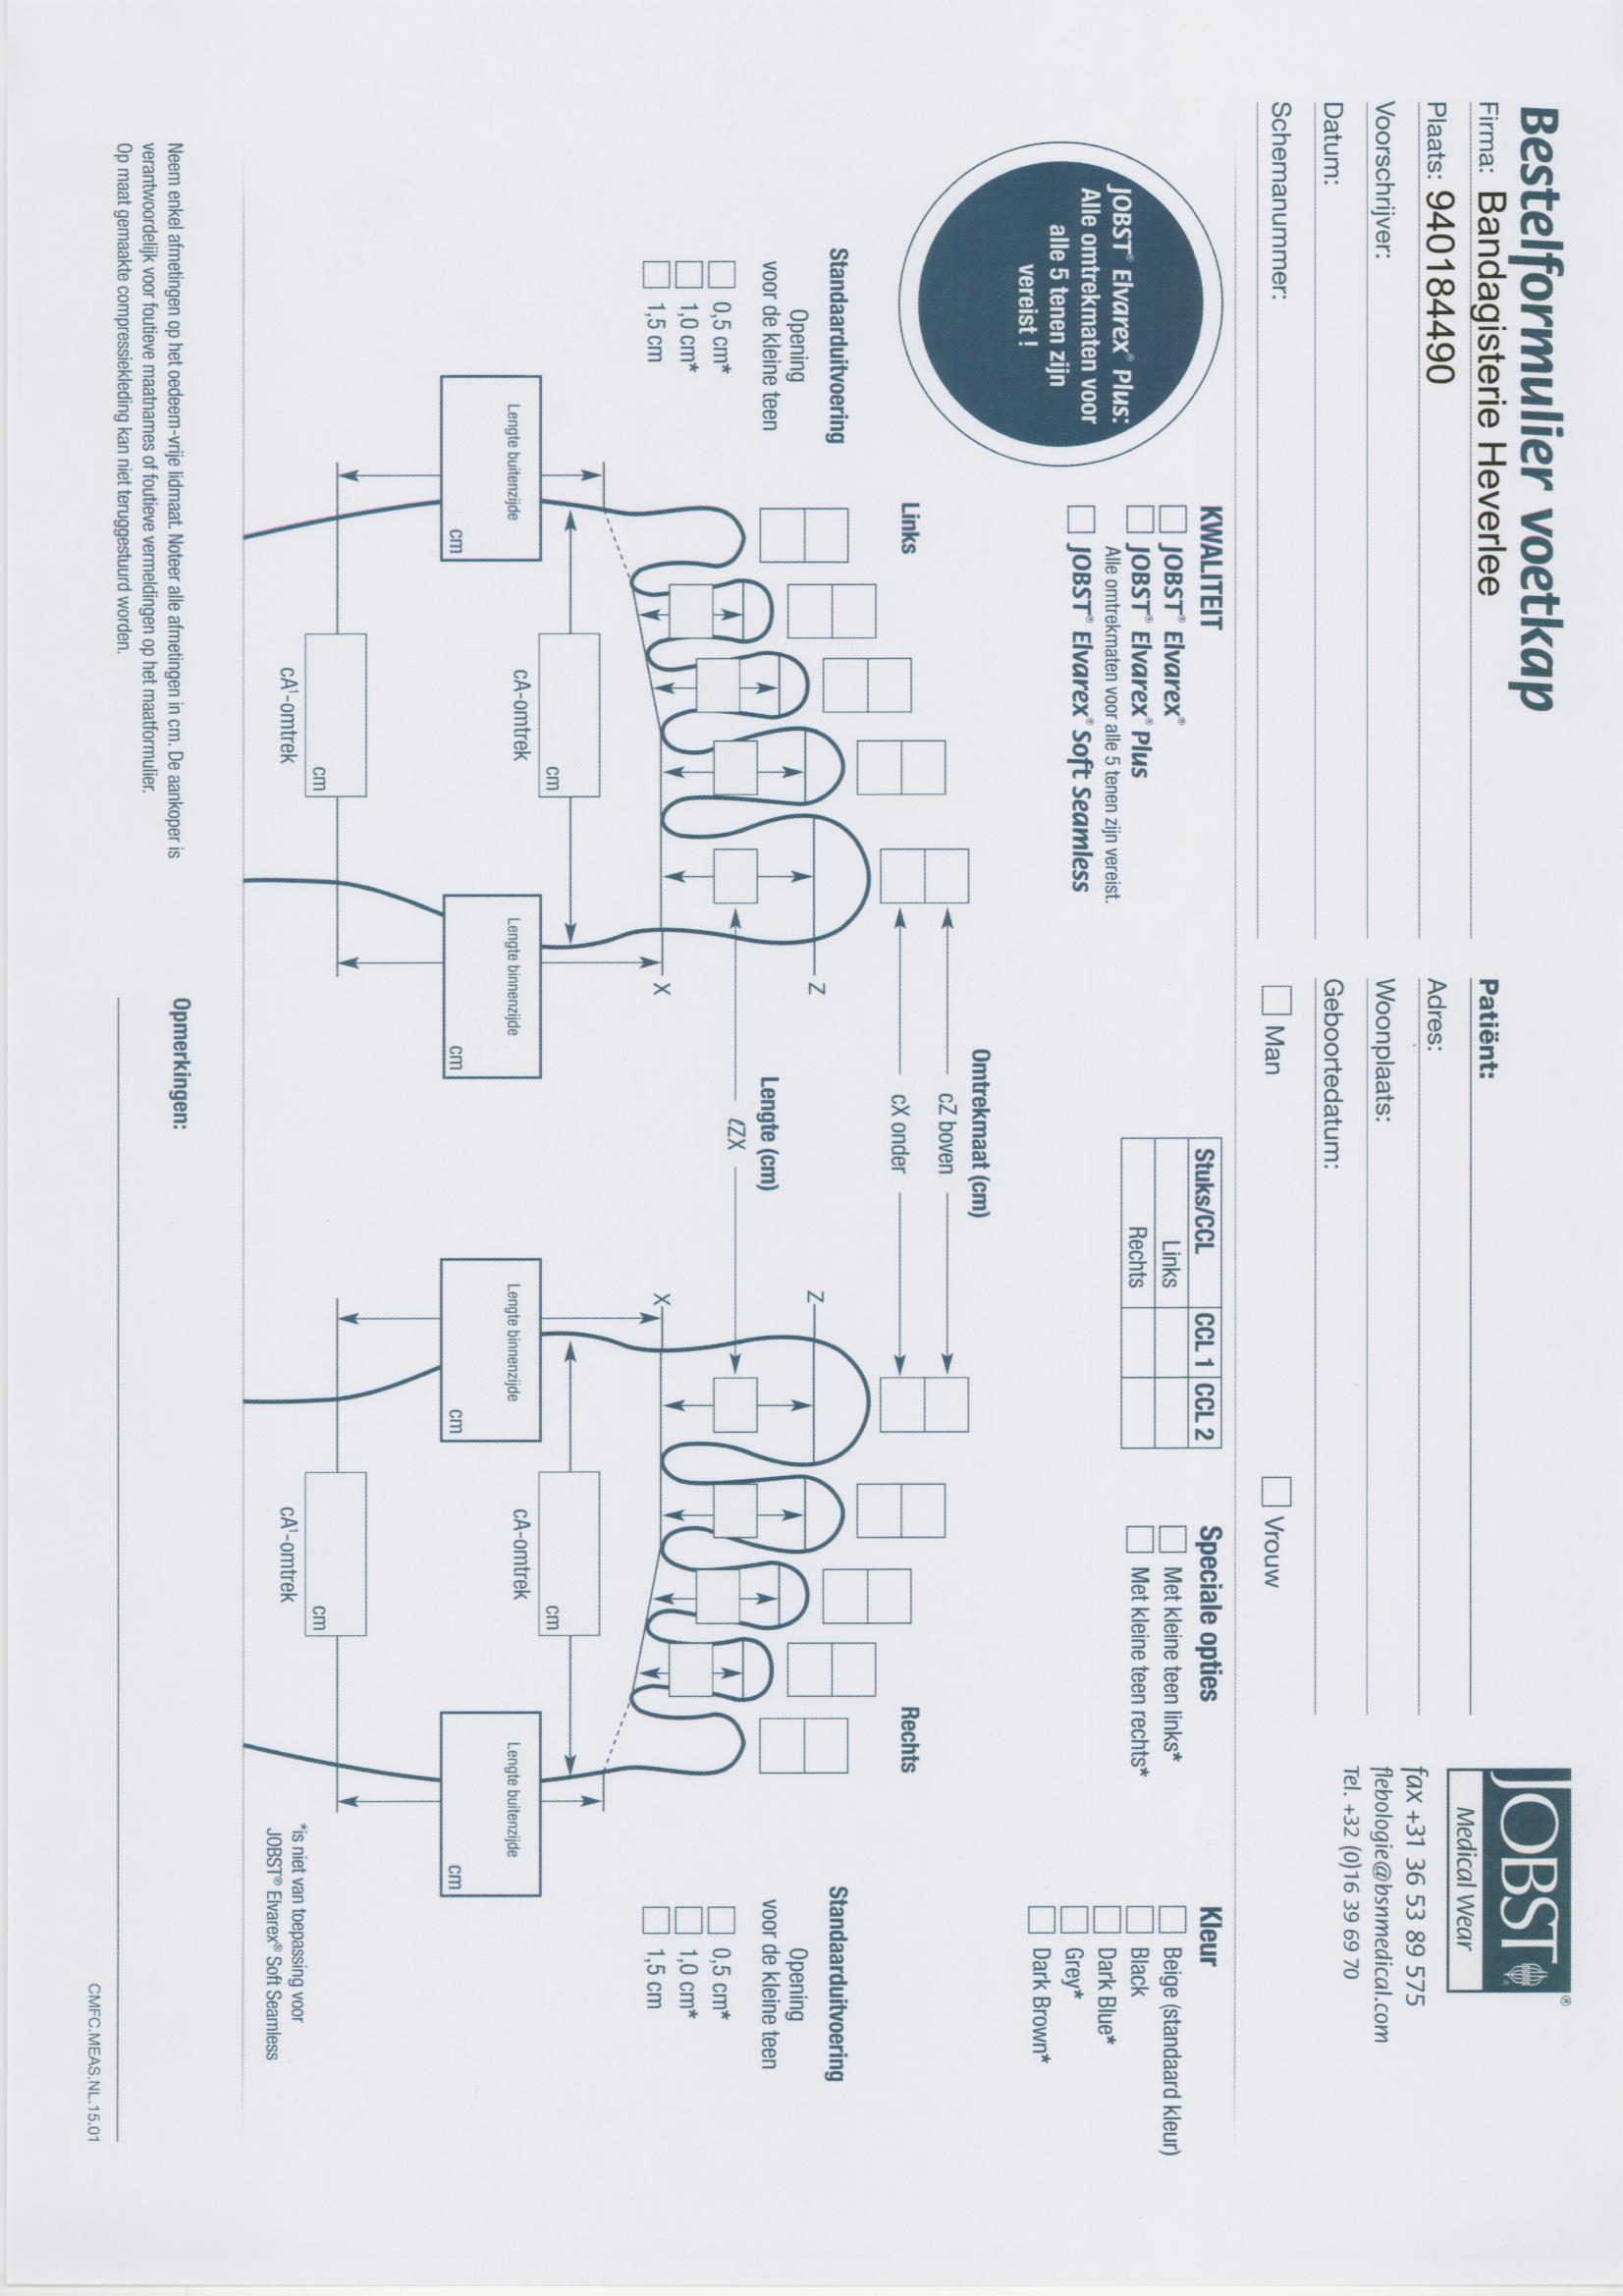 Bestelformulier voetkap
Firma: Bandagisterie Heverlee
Plaats: 940184490
Voorschrijver:
Datum:
Schemanummer:
Patiënt:
Adres:
Woonplaats:
Geboortedatum:
Man
Vrouw
JOBST®
Medical Wear
fax +31 36 53 89 575
flebologie@bsnmedical.com
Tel. +32 (0)16 39 69 70
JOBST® Elvarex® Plus:
Alle omtrekmaten voor
alle 5 tenen zijn
vereist !
KWALITEIT
JOBST® Elvarex®
JOBST® Elvarex® Plus
Alle omtrekmaten voor alle 5 tenen zijn vereist.
JOBST® Elvarex® Soft Seamless
Stuks/CCL CCL 1 CCL 2
Links
Rechts
Speciale opties
Met kleine teen links*
Met kleine teen rechts*
Kleur
Beige (standaard kleur)
Black
Dark Blue*
Grey*
Dark Brown*
Standaarduitvoering
Opening
voor de kleine teen
0,5 cm*
1,0 cm*
1,5 cm
Links
Omtrekmaat (cm)
cZ boven
cX onder
Lengte (cm)
ℓZX
Rechts
Standaarduitvoering
Opening
voor de kleine teen
0,5 cm*
1,0 cm*
1,5 cm
Z
X
Z
X
Lengte buitenzijde
cm
cm
cA-omtrek
Lengte binnenzijde
cm
cm
cA¹-omtrek
Lengte binnenzijde
cm
cm
cA-omtrek
Lengte buitenzijde
cm
cm
cA¹-omtrek
*is niet van toepassing voor
JOBST® Elvarex® Soft Seamless
Neem enkel afmetingen op het oedeem-vrije lidmaat. Noteer alle afmetingen in cm. De aankoper is
verantwoordelijk voor foutieve maatnames of foutieve vermeldingen op het maatformulier.
Op maat gemaakte compressiekleding kan niet teruggestuurd worden.
Opmerkingen:
CMFC.MEAS.NL.15.01